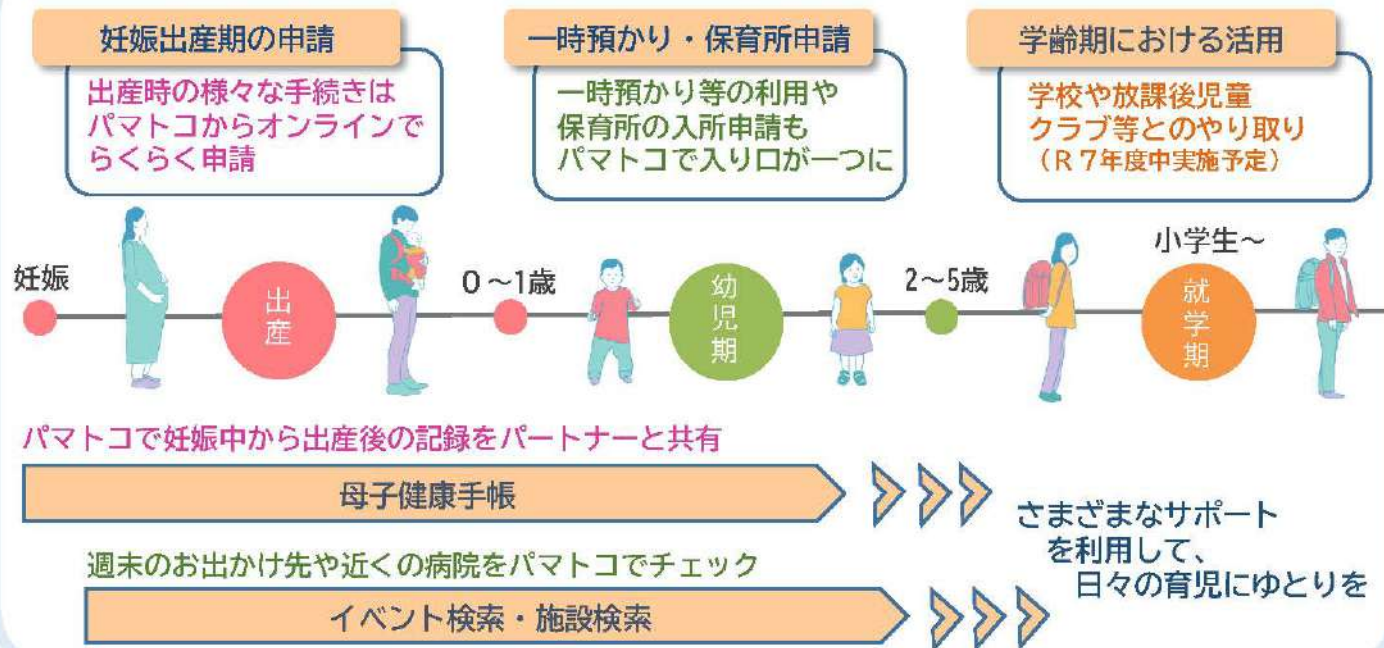 妊娠出産期の申請
出産時の様々な手続きは
パマトコからオンラインで
らくらく申請
一時預かり・保育所申請
一時預かり等の利用や
保育所の入所申請も
パマトコで入り口が一つに
学齢期における活用
学校や放課後児童
クラブ等とのやり取り
（R７年度中実施予定）
妊娠
出産
0～1歳
幼児期
2～5歳
小学生～
就学期
パマトコで妊娠中から出産後の記録をパートナーと共有
母子健康手帳
週末のお出かけ先や近くの病院をパマトコでチェック
イベント検索・施設検索
さまざまなサポート
を利用して、
日々の育児にゆとりを